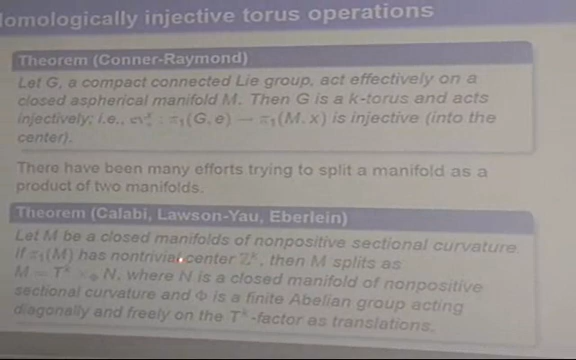 Homologically injective torus operations
Theorem (Conner-Raymond)
Let G, a compact connected Lie group, act effectively on a
closed aspherical manifold M. Then G is a k-torus and acts
injectively; i.e., ev^x_* : π₁(G, e) → π₁(M, x) is injective (into the
center).
There have been many efforts trying to split a manifold as a
product of two manifolds.
Theorem (Calabi, Lawson-Yau, Eberlein)
Let M be a closed manifolds of nonpositive sectional curvature.
If π₁(M) has nontrivial center ℤᵏ, then M splits as
M = Tᵏ ×_Φ N, where N is a closed manifold of nonpositive
sectional curvature and Φ is a finite Abelian group acting
diagonally and freely on the Tᵏ-factor as translations.